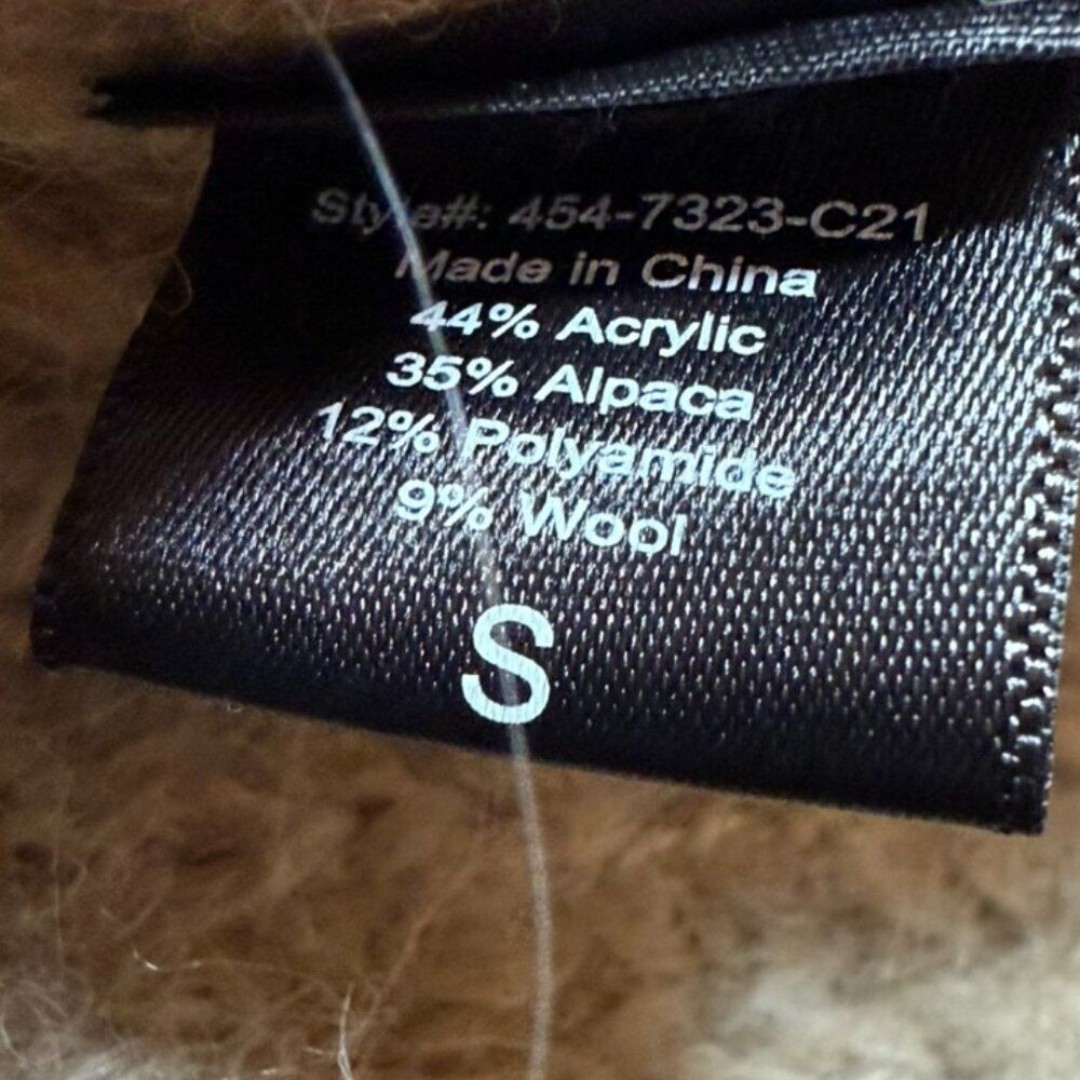 Style#: 454-7323-C21
Made in China
44% Acrylic
35% Alpaca
12% Polyamide
9% Wool
S